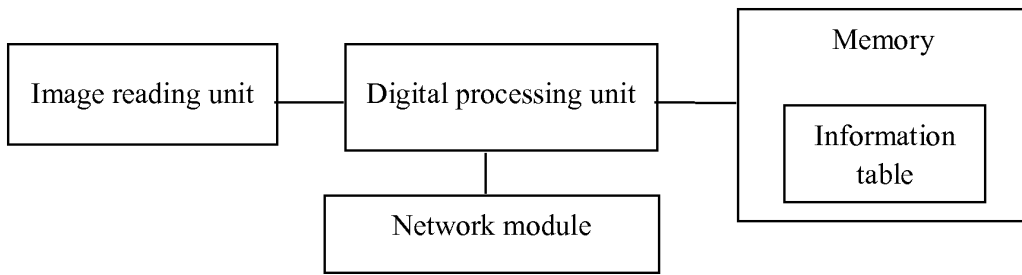 Image reading unit
Digital processing unit
Memory
Information
table
Network module